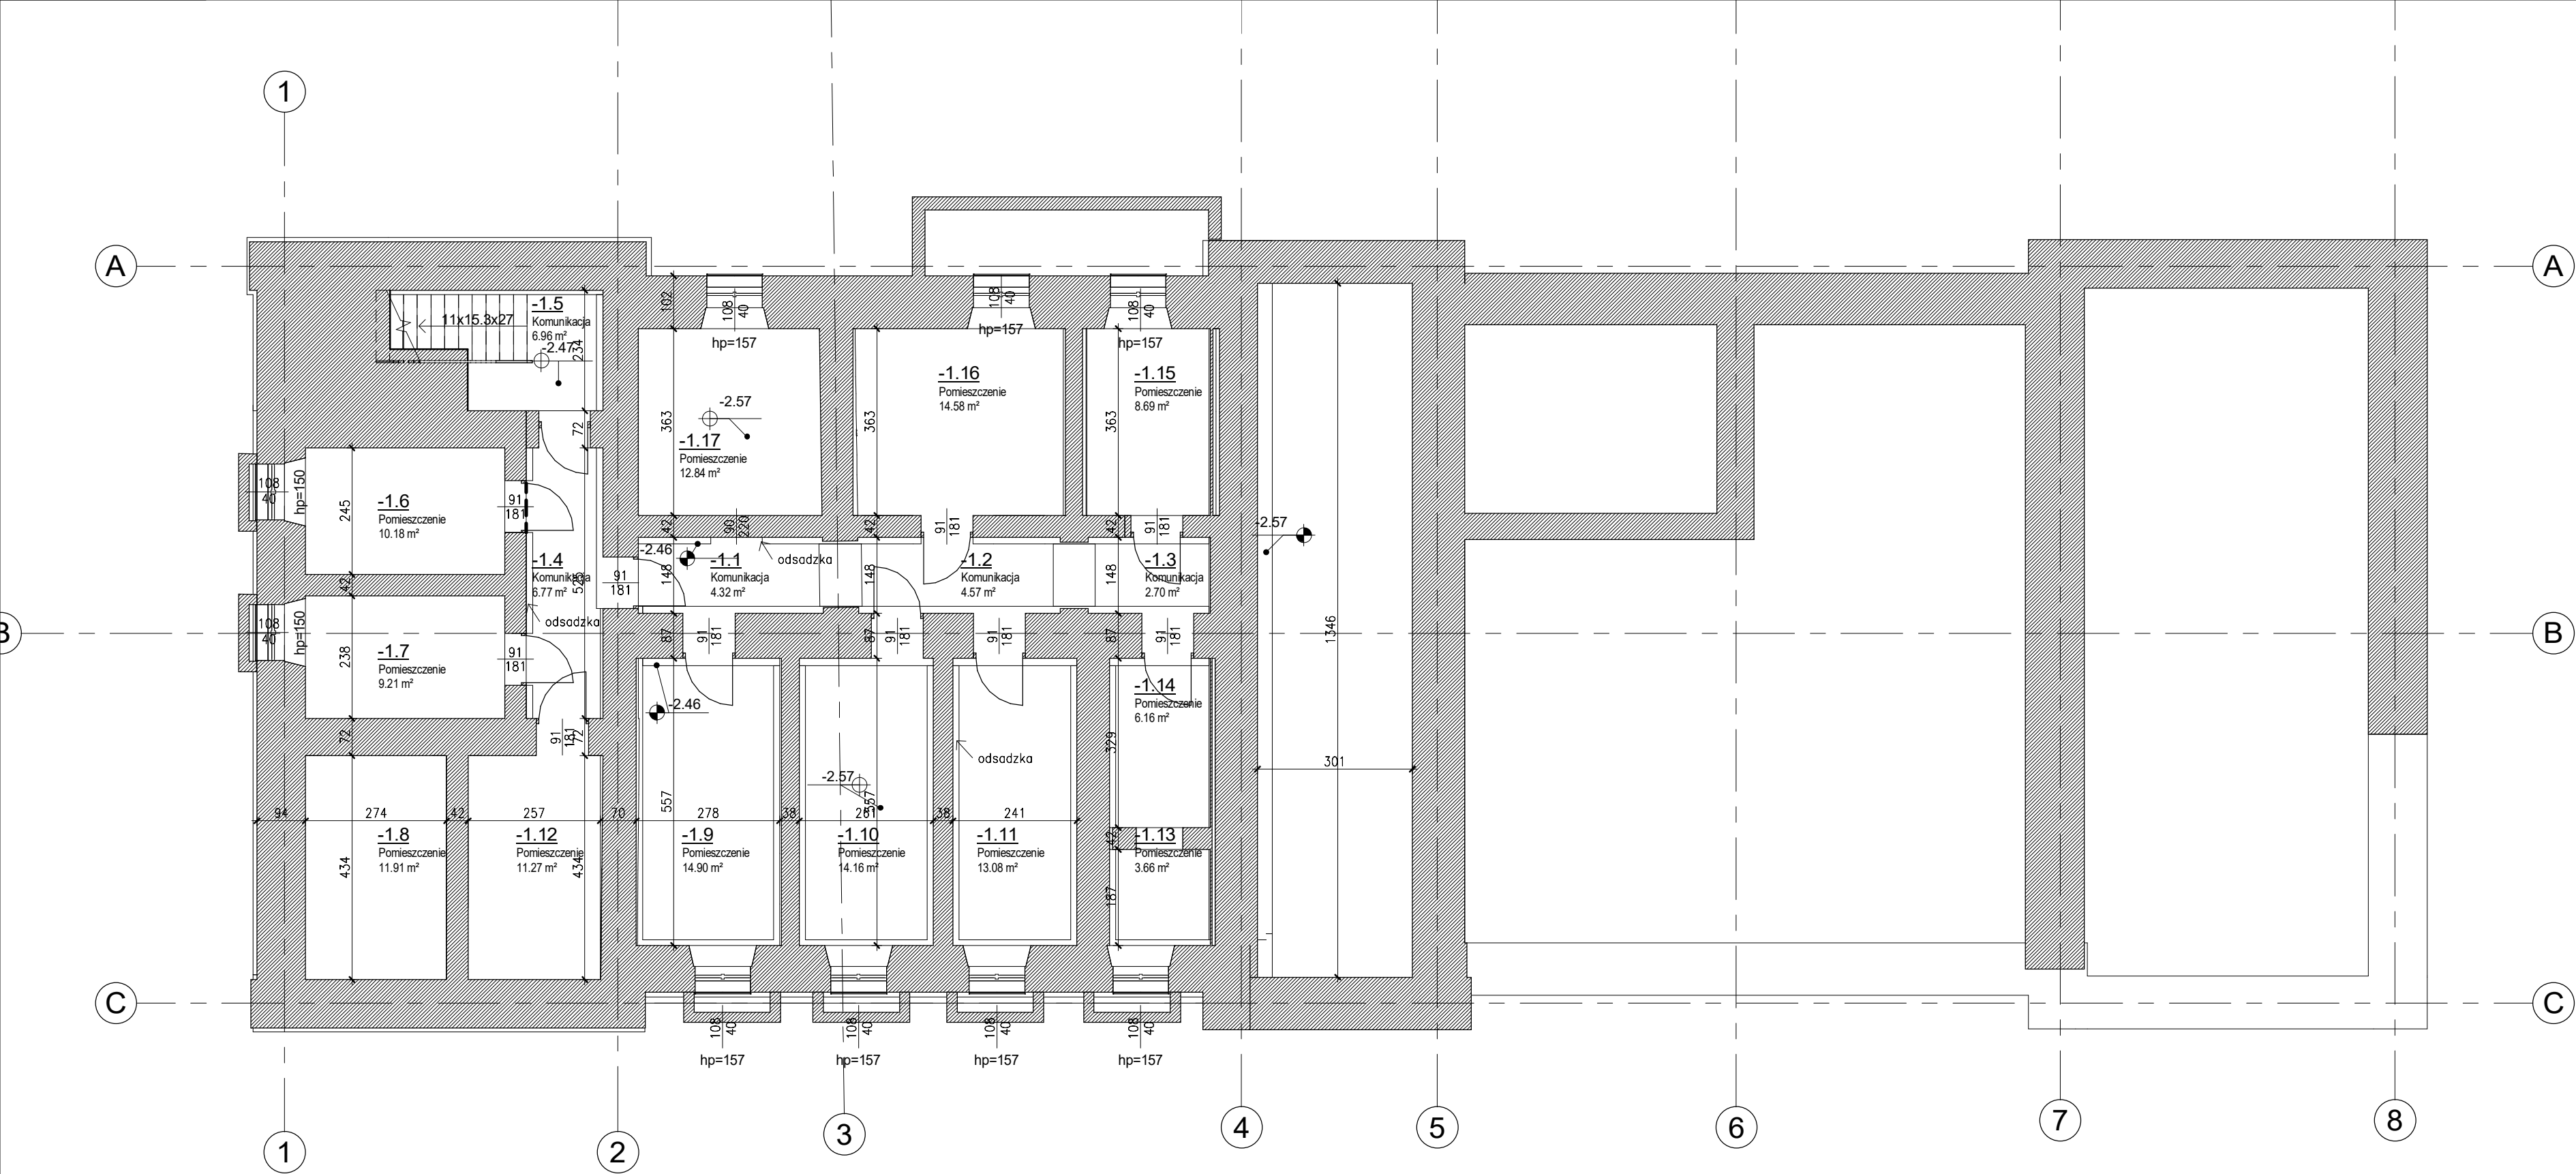 1
A
A
-1.5
Komunikacja
6.96 m²
11x15.3x27
-2.47
234
102
108
40
hp=157
108
40
hp=157
108
40
hp=157
-1.16
Pomieszczenie
14.58 m²
-1.15
Pomieszczenie
8.69 m²
-2.57
363
363
363
72
-1.17
Pomieszczenie
12.84 m²
108
40
hp=150
245
-1.6
Pomieszczenie
10.18 m²
91
181
42
90
220
42
91
181
42
91
181
-2.57
-2.46
148
-1.1
Komunikacja
4.32 m²
odsadzka
148
-1.2
Komunikacja
4.57 m²
148
-1.3
Komunikacja
2.70 m²
-1.4
Komunikacja
6.77 m²
525
91
181
42
odsadzka
108
40
hp=150
238
-1.7
Pomieszczenie
9.21 m²
91
181
B
B
87
91
181
87
91
181
91
181
87
91
181
1346
-1.14
Pomieszczenie
6.16 m²
-2.46
72
91
181
72
329
odsadzka
301
-2.57
557
557
94
274
42
257
70
278
38
261
38
241
-1.8
Pomieszczenie
11.91 m²
-1.12
Pomieszczenie
11.27 m²
-1.9
Pomieszczenie
14.90 m²
-1.10
Pomieszczenie
14.16 m²
-1.11
Pomieszczenie
13.08 m²
42
-1.13
Pomieszczenie
3.66 m²
434
434
187
C
C
108
40
108
40
108
40
108
40
hp=157
hp=157
hp=157
hp=157
1
2
3
4
5
6
7
8